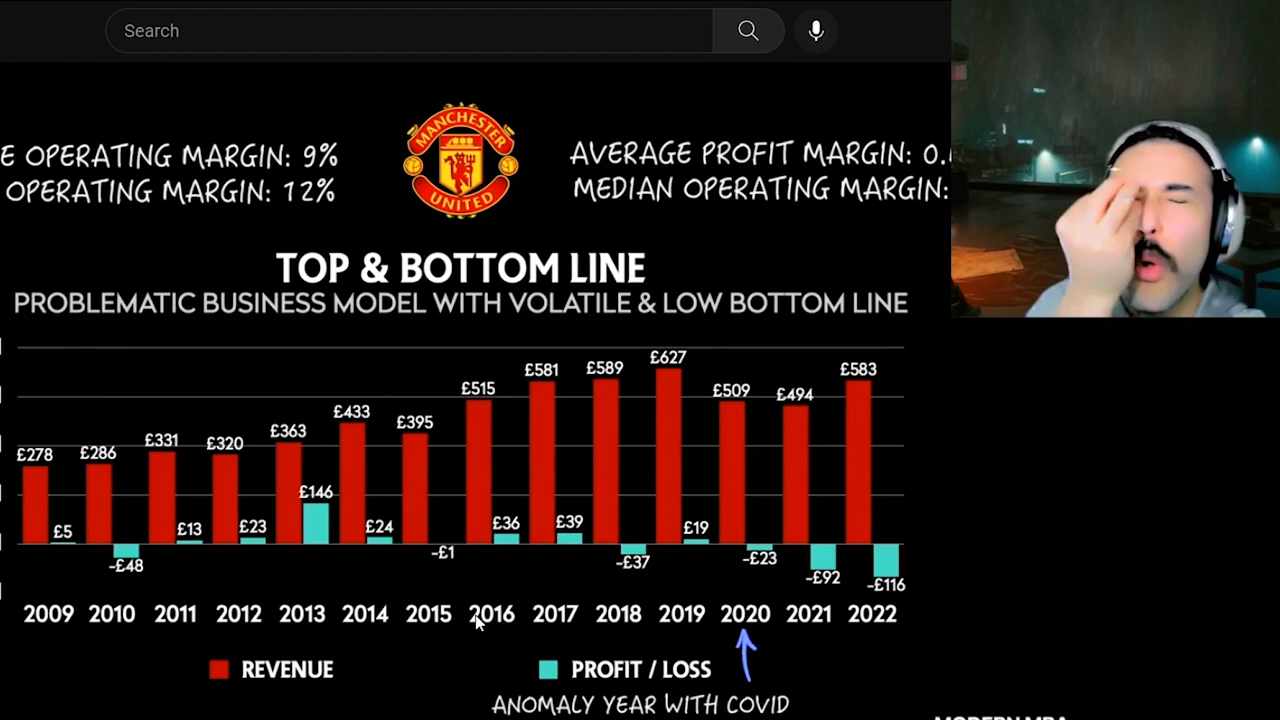 Search
E OPERATING MARGIN: 9%
OPERATING MARGIN: 12%
MANCHESTER
UNITED
AVERAGE PROFIT MARGIN: 0.
MEDIAN OPERATING MARGIN:
TOP & BOTTOM LINE
PROBLEMATIC BUSINESS MODEL WITH VOLATILE & LOW BOTTOM LINE
£278 £286 £331 £320 £363 £433 £395 £515 £581 £589 £627 £509 £494 £583
£5 -£48 £13 £23 £146 £24 -£1 £36 £39 -£37 £19 -£23 -£92 -£116
2009 2010 2011 2012 2013 2014 2015 2016 2017 2018 2019 2020 2021 2022
REVENUE PROFIT / LOSS
ANOMALY YEAR WITH COVID
MODERN MBA